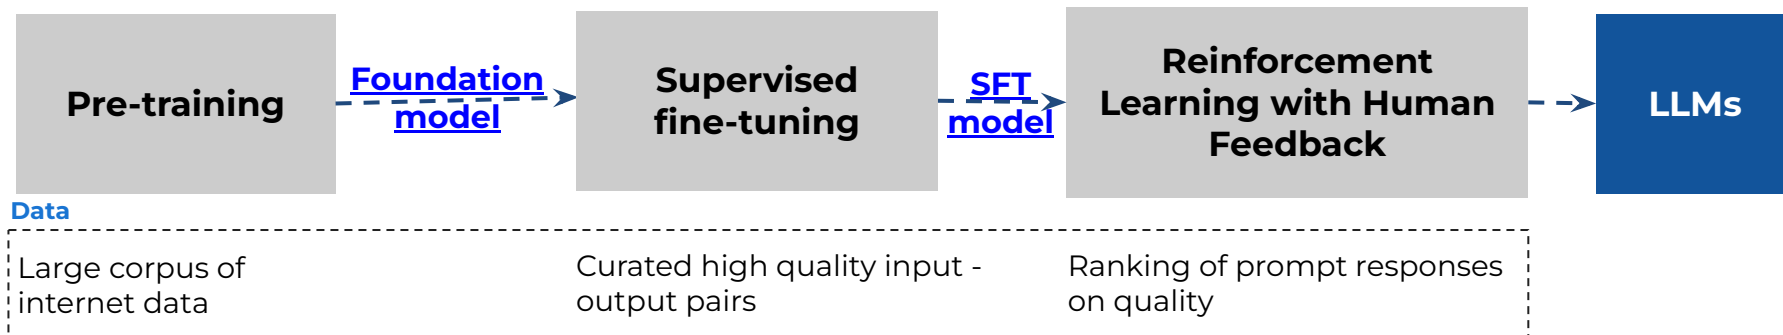 Pre-training
Foundation
model
Supervised
fine-tuning
SFT
model
Reinforcement
Learning with Human
Feedback
LLMs
Data
Large corpus of
internet data
Curated high quality input -
output pairs
Ranking of prompt responses
on quality